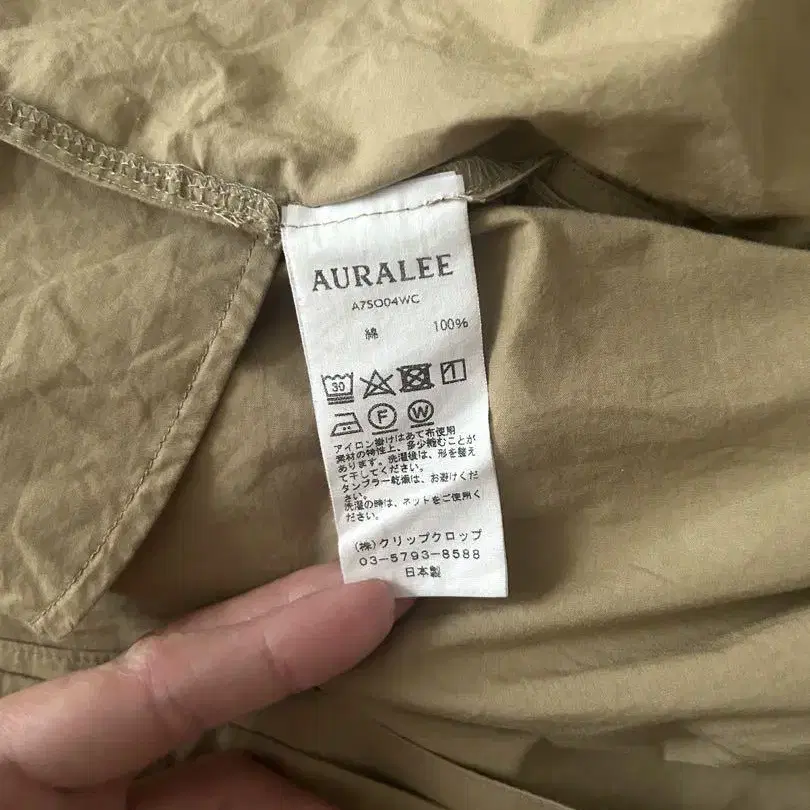 AURALEE
A7SO04WC
綿 100%
30
F W
アイロン掛けはあて布使用
素材の特性上、多少縮むことが
あります。洗濯後は、形を整え
て干してください。
タンブラー乾燥は、お避けくだ
さい。
洗濯の時は、ネットをご使用く
ださい。
(株)クリップクロップ
03-5793-8588
日本製